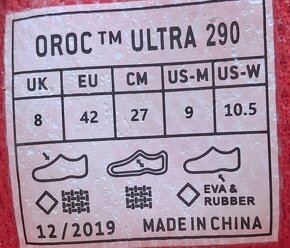 OROC™ ULTRA 290
UK EU CM US-M US-W
8 42 27 9 10.5
EVA &
RUBBER
12/2019 MADE IN CHINA